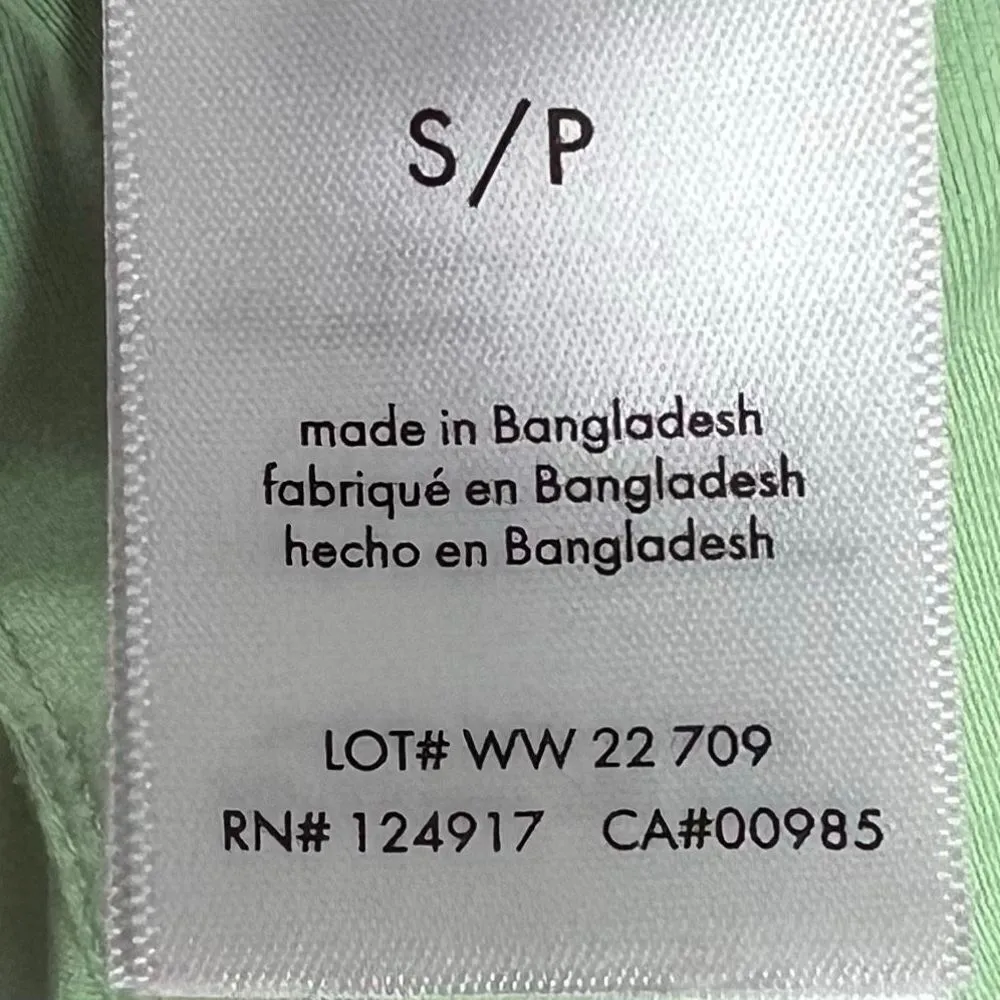 S/P
made in Bangladesh
fabriqué en Bangladesh
hecho en Bangladesh
LOT# WW 22 709
RN# 124917 CA#00985